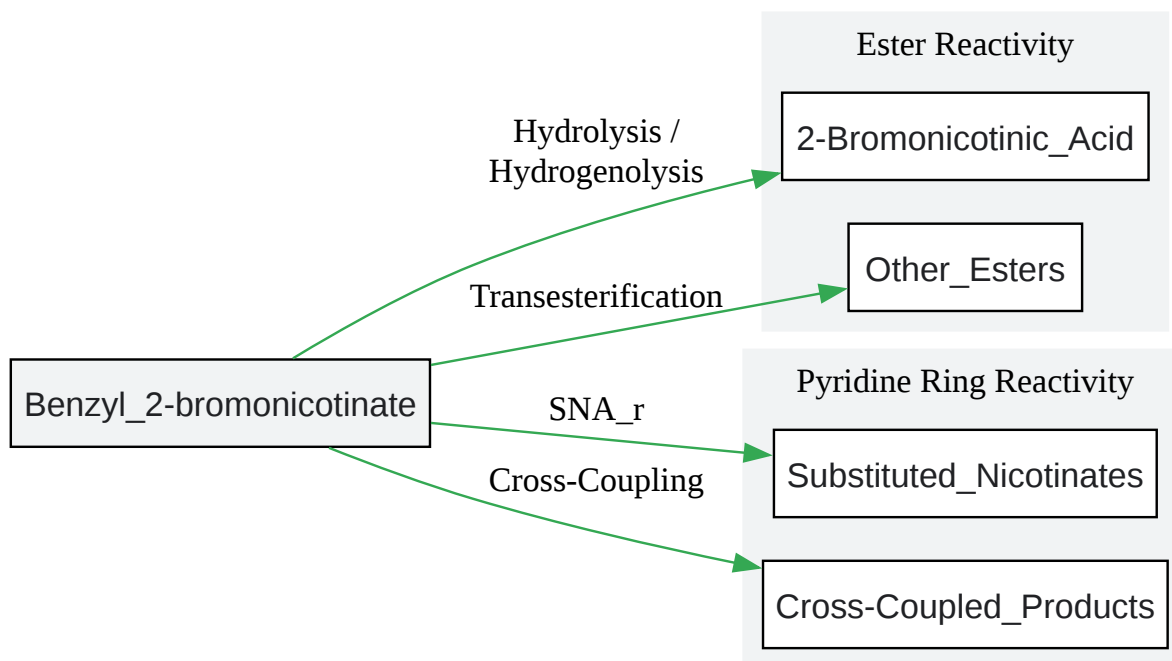 Ester Reactivity
Hydrolysis /
Hydrogenolysis
2-Bromonicotinic_Acid
Other_Esters
Transesterification
Benzyl_2-bromonicotinate
Pyridine Ring Reactivity
SNA_r
Substituted_Nicotinates
Cross-Coupling
Cross-Coupled_Products